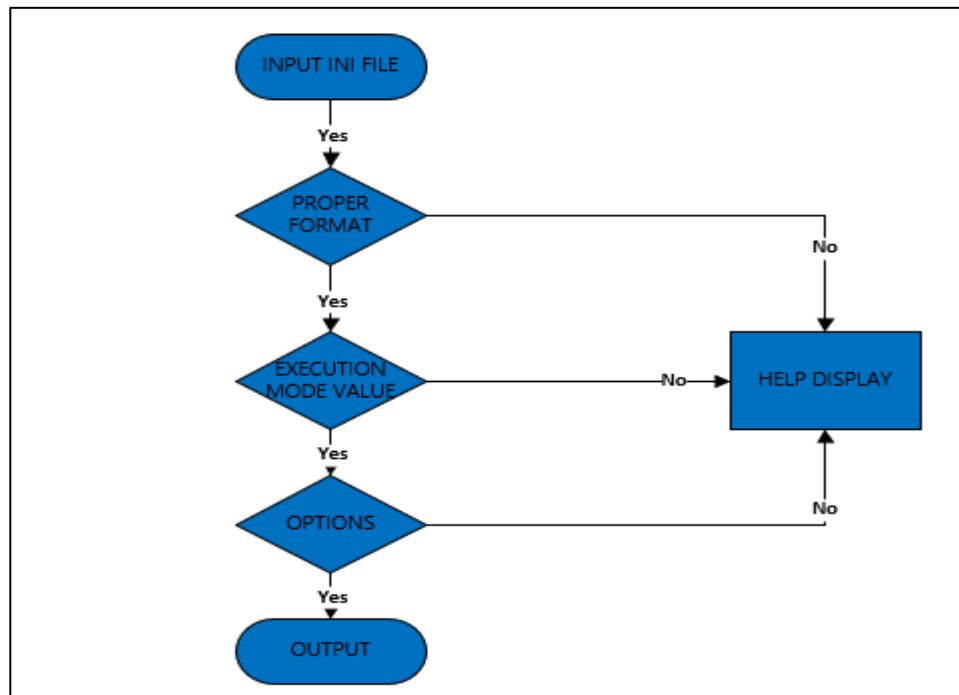 INPUT INI FILE
Yes
PROPER
FORMAT
No
Yes
EXECUTION
MODE VALUE
No
HELP DISPLAY
Yes
OPTIONS
No
Yes
OUTPUT